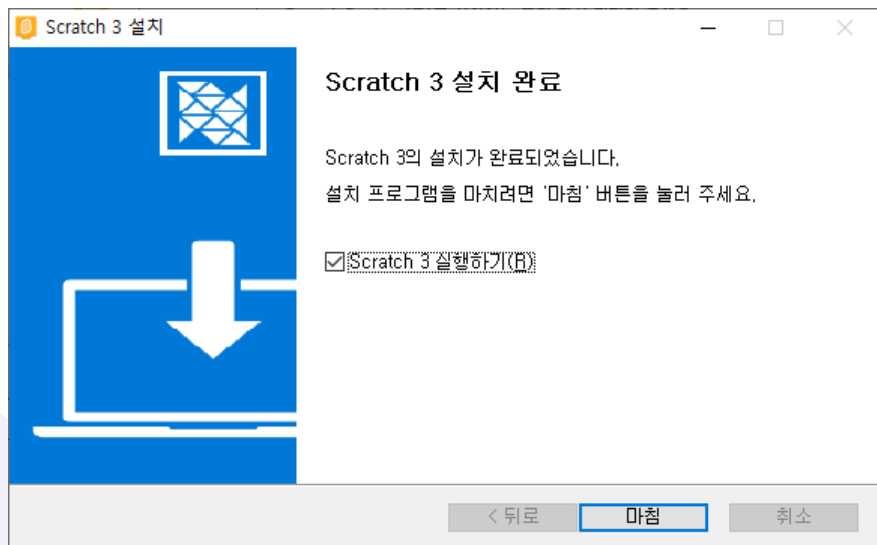 Scratch 3 설치
Scratch 3 설치 완료
Scratch 3의 설치가 완료되었습니다.
설치 프로그램을 마치려면 '마침' 버튼을 눌러 주세요.
Scratch 3 실행하기(R)
< 뒤로
마침
취소